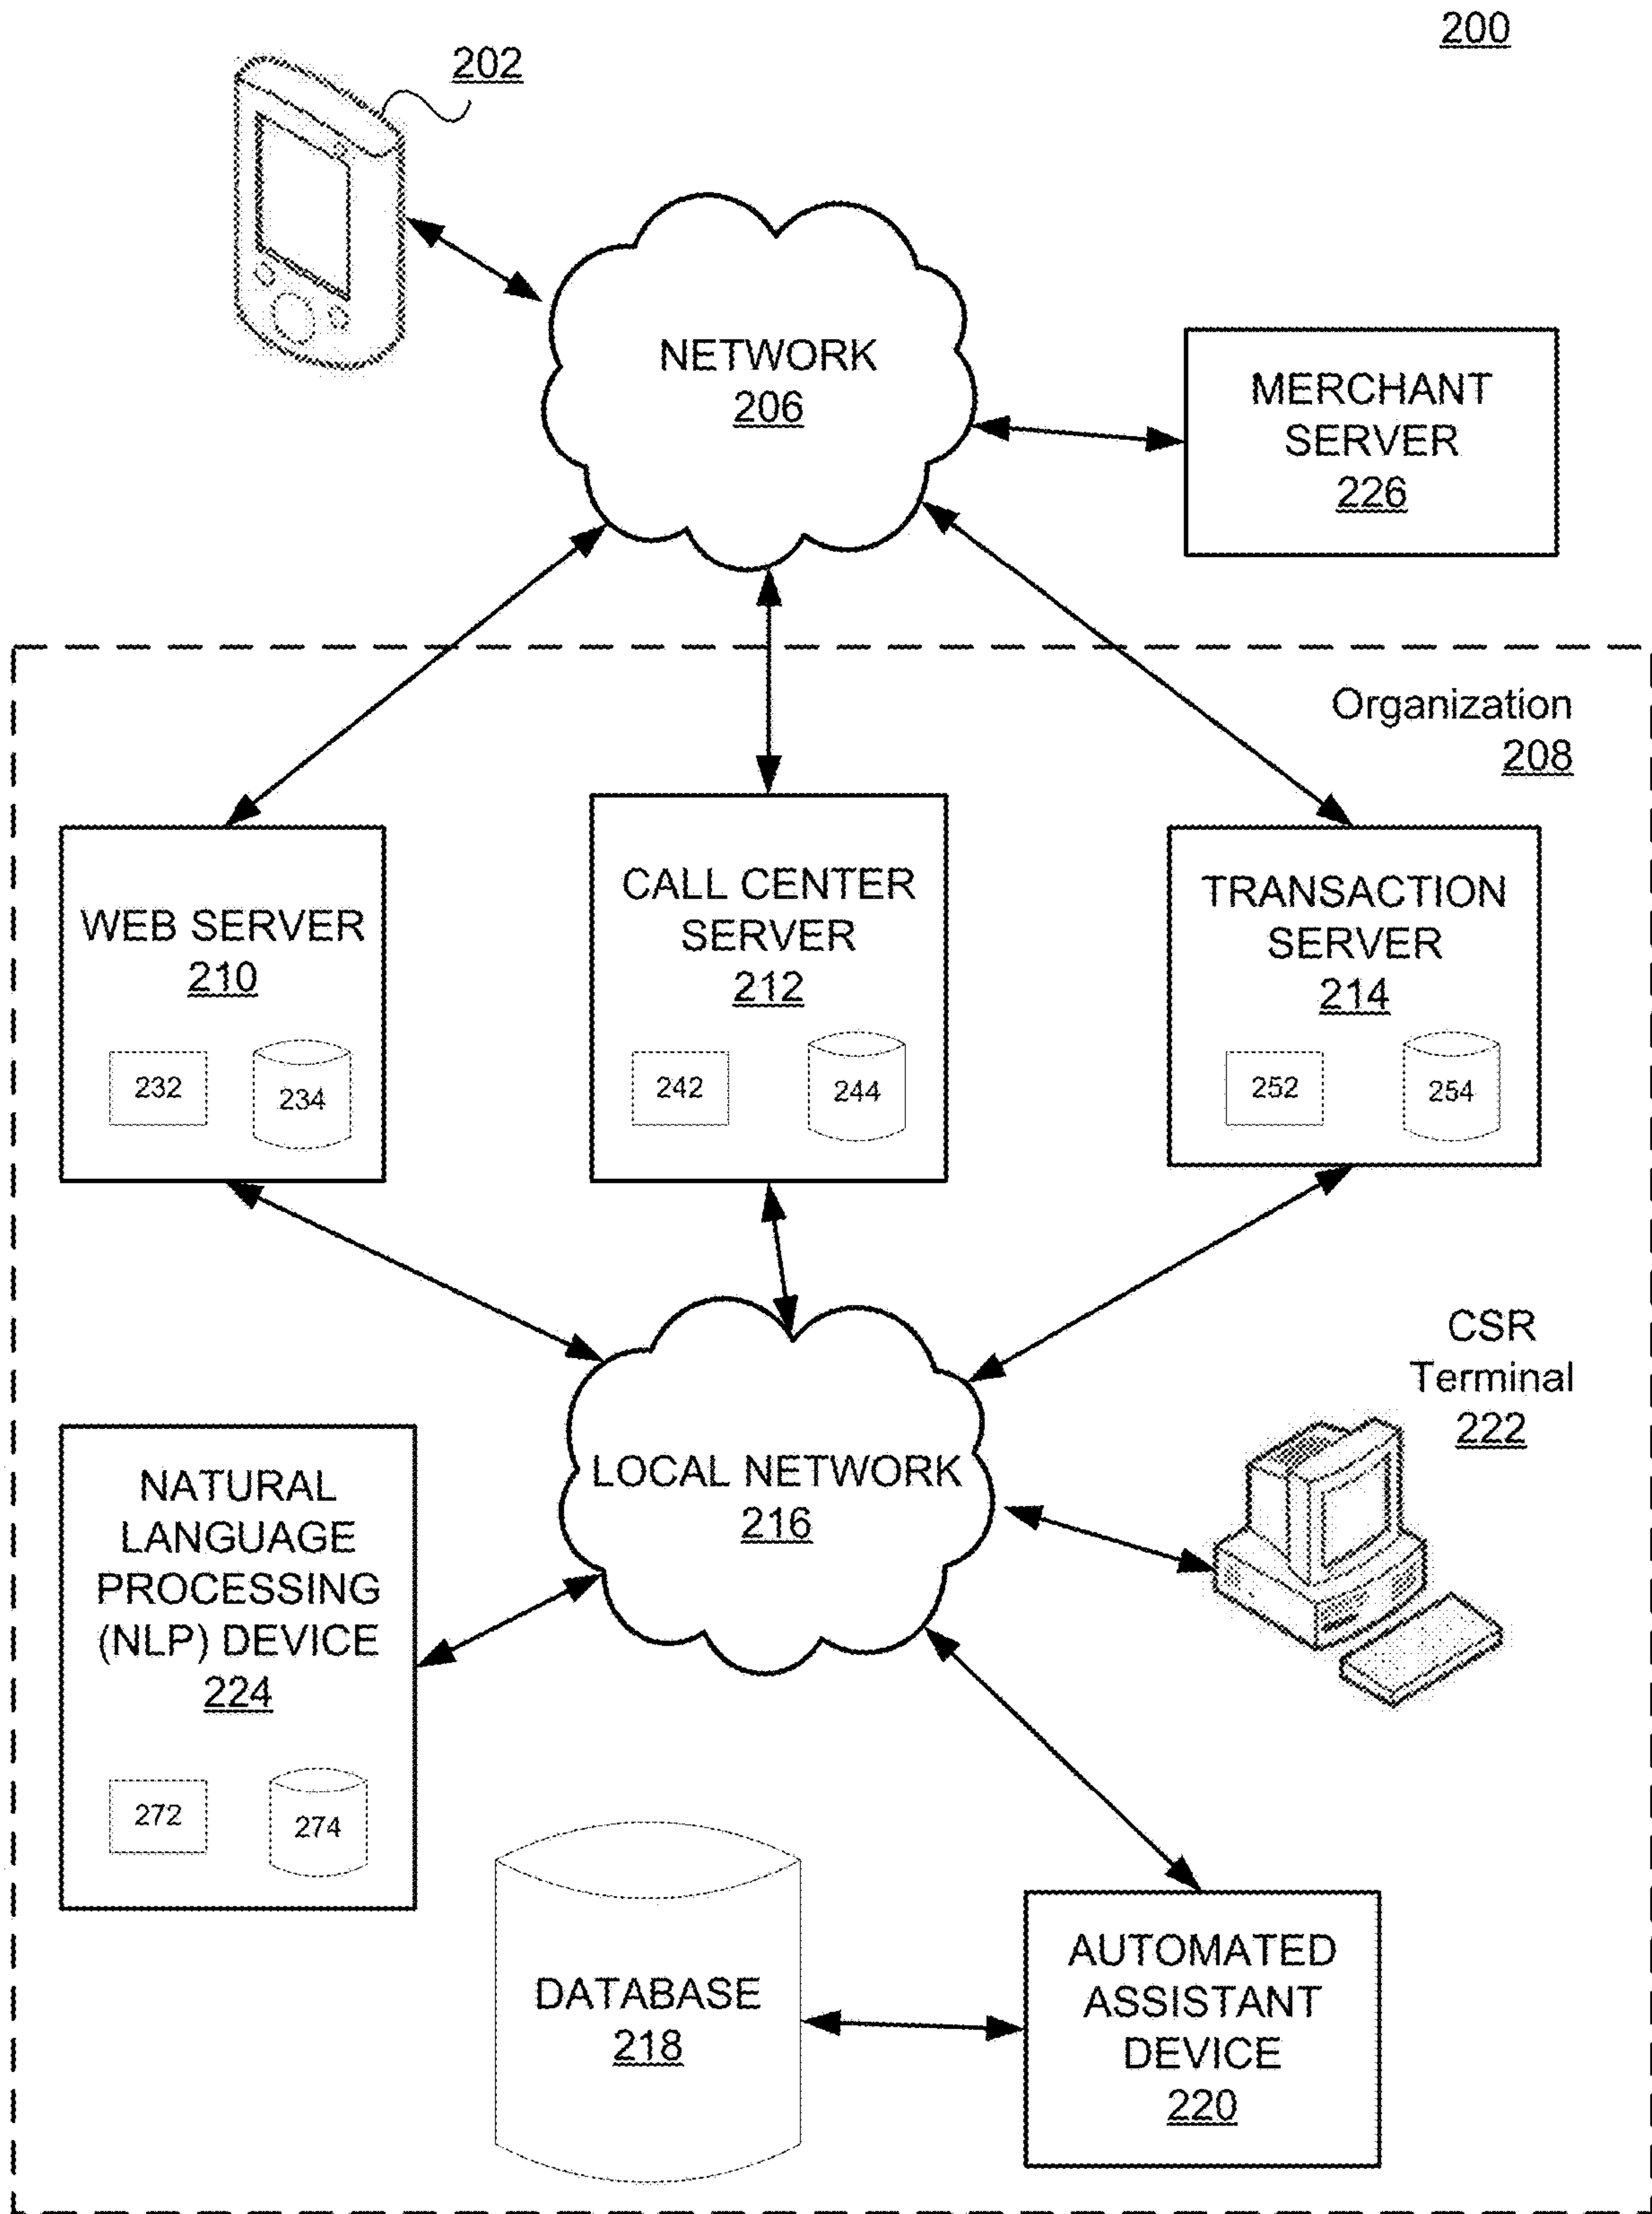 200
202
NETWORK
206
MERCHANT
SERVER
226
Organization
208
WEB SERVER
210
232
234
CALL CENTER
SERVER
212
242
244
TRANSACTION
SERVER
214
252
254
CSR
Terminal
222
LOCAL NETWORK
216
NATURAL
LANGUAGE
PROCESSING
(NLP) DEVICE
224
272
274
DATABASE
218
AUTOMATED
ASSISTANT
DEVICE
220